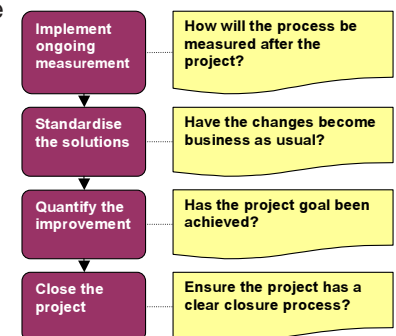 e
Implement
ongoing
measurement
How will the process be
measured after the
project?
Standardise
the solutions
Have the changes become
business as usual?
Quantify the
improvement
Has the project goal been
achieved?
Close the
project
Ensure the project has a
clear closure process?